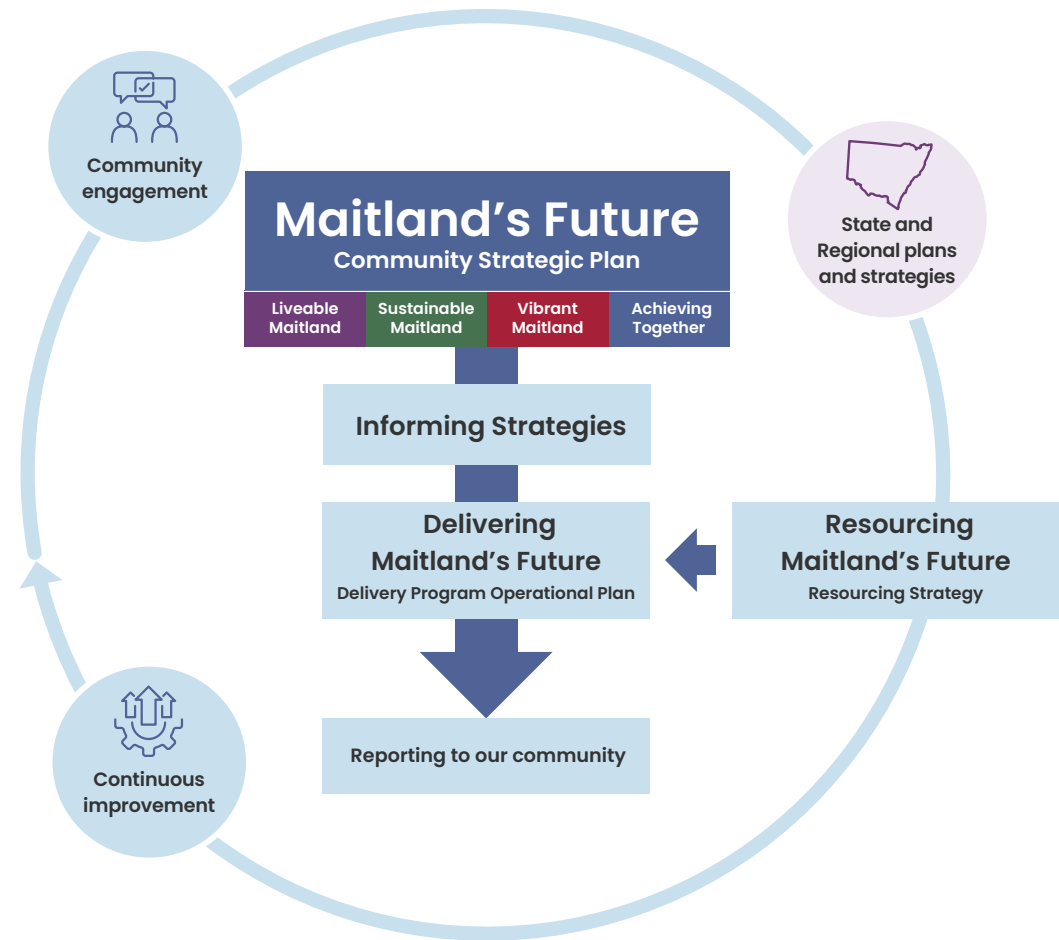 Community
engagement
Maitland's Future
Community Strategic Plan
Liveable
Maitland
Sustainable
Maitland
Vibrant
Maitland
Achieving
Together
State and
Regional plans
and strategies
Informing Strategies
Delivering
Maitland's Future
Delivery Program Operational Plan
Resourcing
Maitland's Future
Resourcing Strategy
Reporting to our community
Continuous
improvement